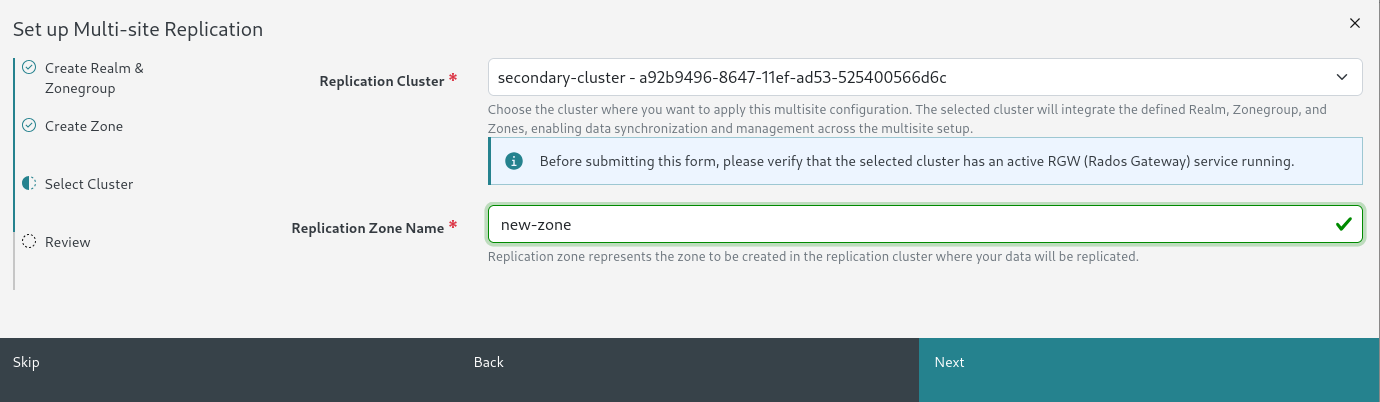 Set up Multi-site Replication
Create Realm &
Zonegroup
Create Zone
Select Cluster
Review
Replication Cluster *
secondary-cluster - a92b9496-8647-11ef-ad53-525400566d6c
Choose the cluster where you want to apply this multisite configuration. The selected cluster will integrate the defined Realm, Zonegroup, and
Zones, enabling data synchronization and management across the multisite setup.
Before submitting this form, please verify that the selected cluster has an active RGW (Rados Gateway) service running.
Replication Zone Name *
new-zone
Replication zone represents the zone to be created in the replication cluster where your data will be replicated.
Skip
Back
Next